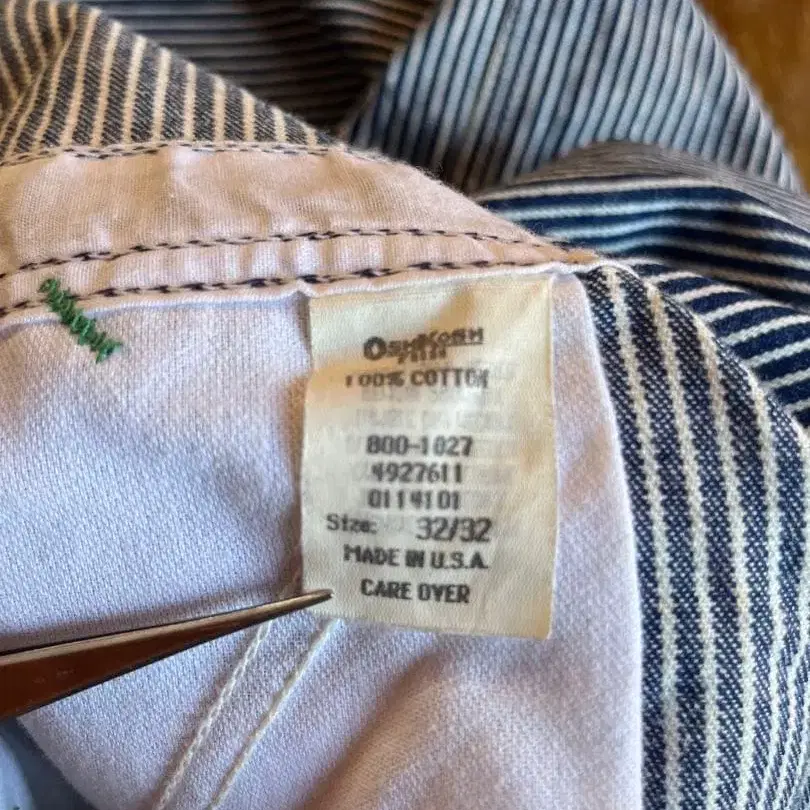 OSHKOSH
100% COTTON
800-1027
4927611
0114101
Size: 32/32
MADE IN U.S.A.
CARE OVER